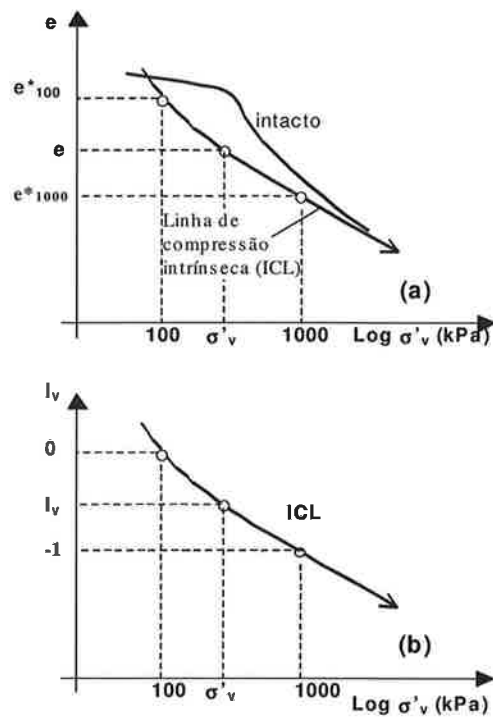 e
e*100
intacto
e
e*1000
Linha de
compressão
intrínseca (ICL)
(a)
100 σ'v 1000 Log σ'v (kPa)
Iv
0
Iv
ICL
-1
(b)
100 σ'v 1000
Log σ'v (kPa)